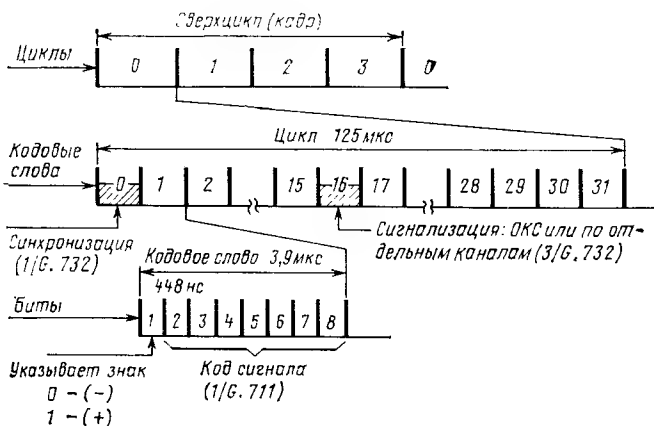 Сверхцикл (кадр)
Циклы
0 1 2 3 0
Цикл 125 мкс
Кодовые
слова
0 1 2 15 16 17 28 29 30 31
Синхронизация
(1/G.732)
Сигнализация: ОКС или по от-
дельным каналам (3/G.732)
Кодовое слово 3,9 мкс
448 нс
Биты
1 2 3 4 5 6 7 8
Указывает знак
0 – (–)
1 – (+)
Код сигнала
(1/G.711)